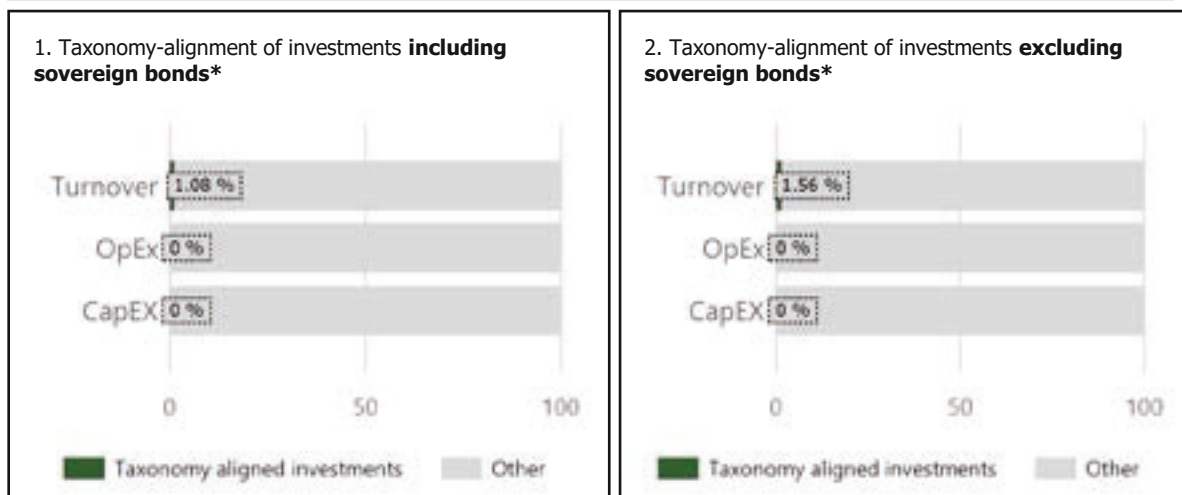 1. Taxonomy-alignment of investments including
sovereign bonds*
Turnover 1.08 %
OpEx 0 %
CapEX 0 %
0 50 100
Taxonomy aligned investments Other
2. Taxonomy-alignment of investments excluding
sovereign bonds*
Turnover 1.56 %
OpEx 0 %
CapEX 0 %
0 50 100
Taxonomy aligned investments Other